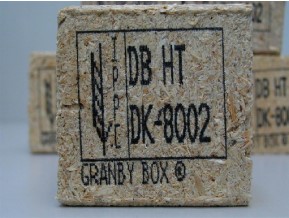 IPPC
DB HT
DK-8002
GRANBY BOX ®